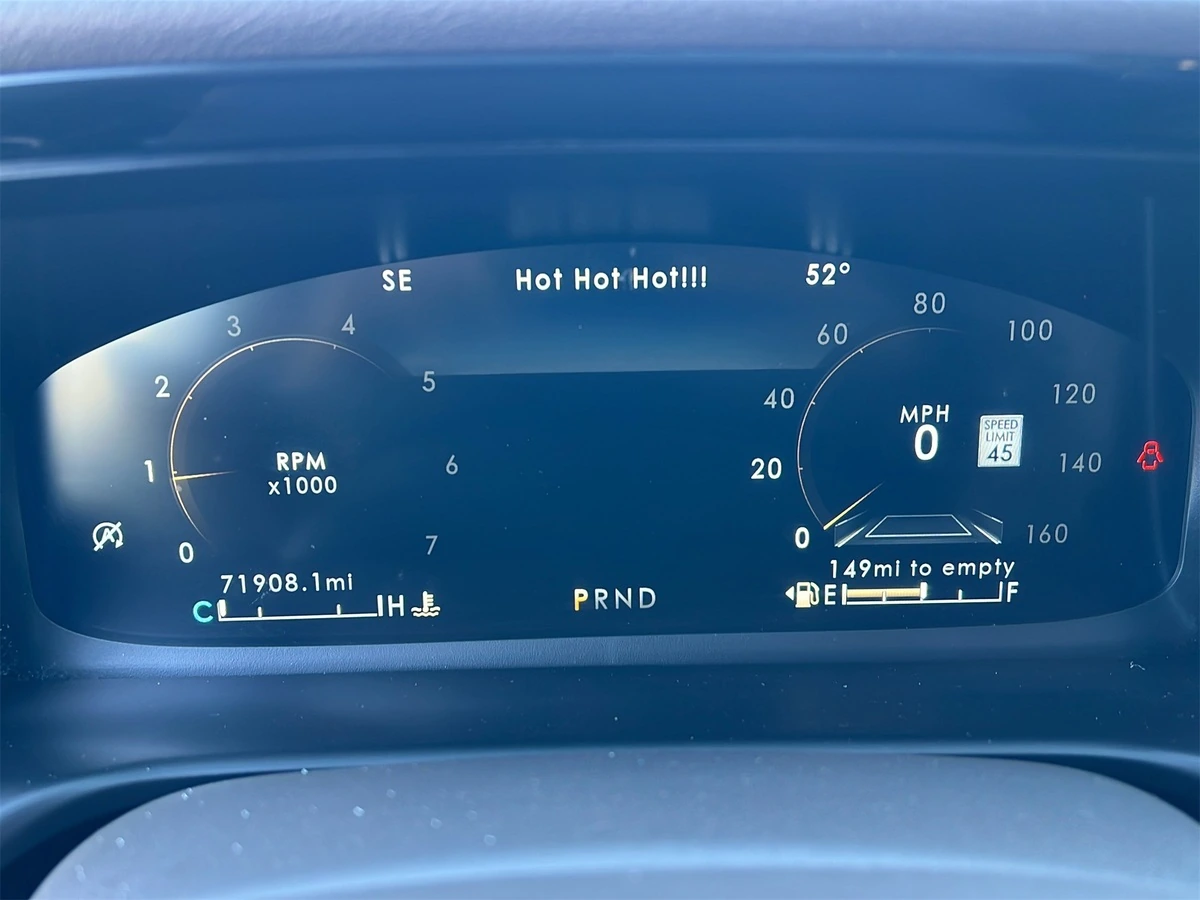 SE Hot Hot Hot!!! 52°
0 1 2 3 4 5 6 7
RPM
x1000
0 20 40 60 80 100 120 140 160
MPH
0
SPEED
LIMIT
45
A
71908.1mi
C H
PRND
149mi to empty
E F